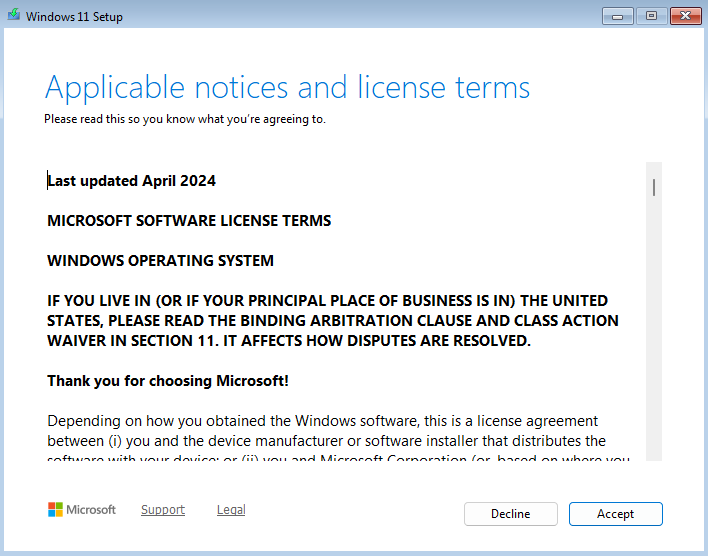 Windows 11 Setup
Applicable notices and license terms
Please read this so you know what you're agreeing to.
Last updated April 2024
MICROSOFT SOFTWARE LICENSE TERMS
WINDOWS OPERATING SYSTEM
IF YOU LIVE IN (OR IF YOUR PRINCIPAL PLACE OF BUSINESS IS IN) THE UNITED
STATES, PLEASE READ THE BINDING ARBITRATION CLAUSE AND CLASS ACTION
WAIVER IN SECTION 11. IT AFFECTS HOW DISPUTES ARE RESOLVED.
Thank you for choosing Microsoft!
Depending on how you obtained the Windows software, this is a license agreement
between (i) you and the device manufacturer or software installer that distributes the
software with your device; or (ii) you and Microsoft Corporation (or, based on where you
Microsoft Support Legal Decline Accept